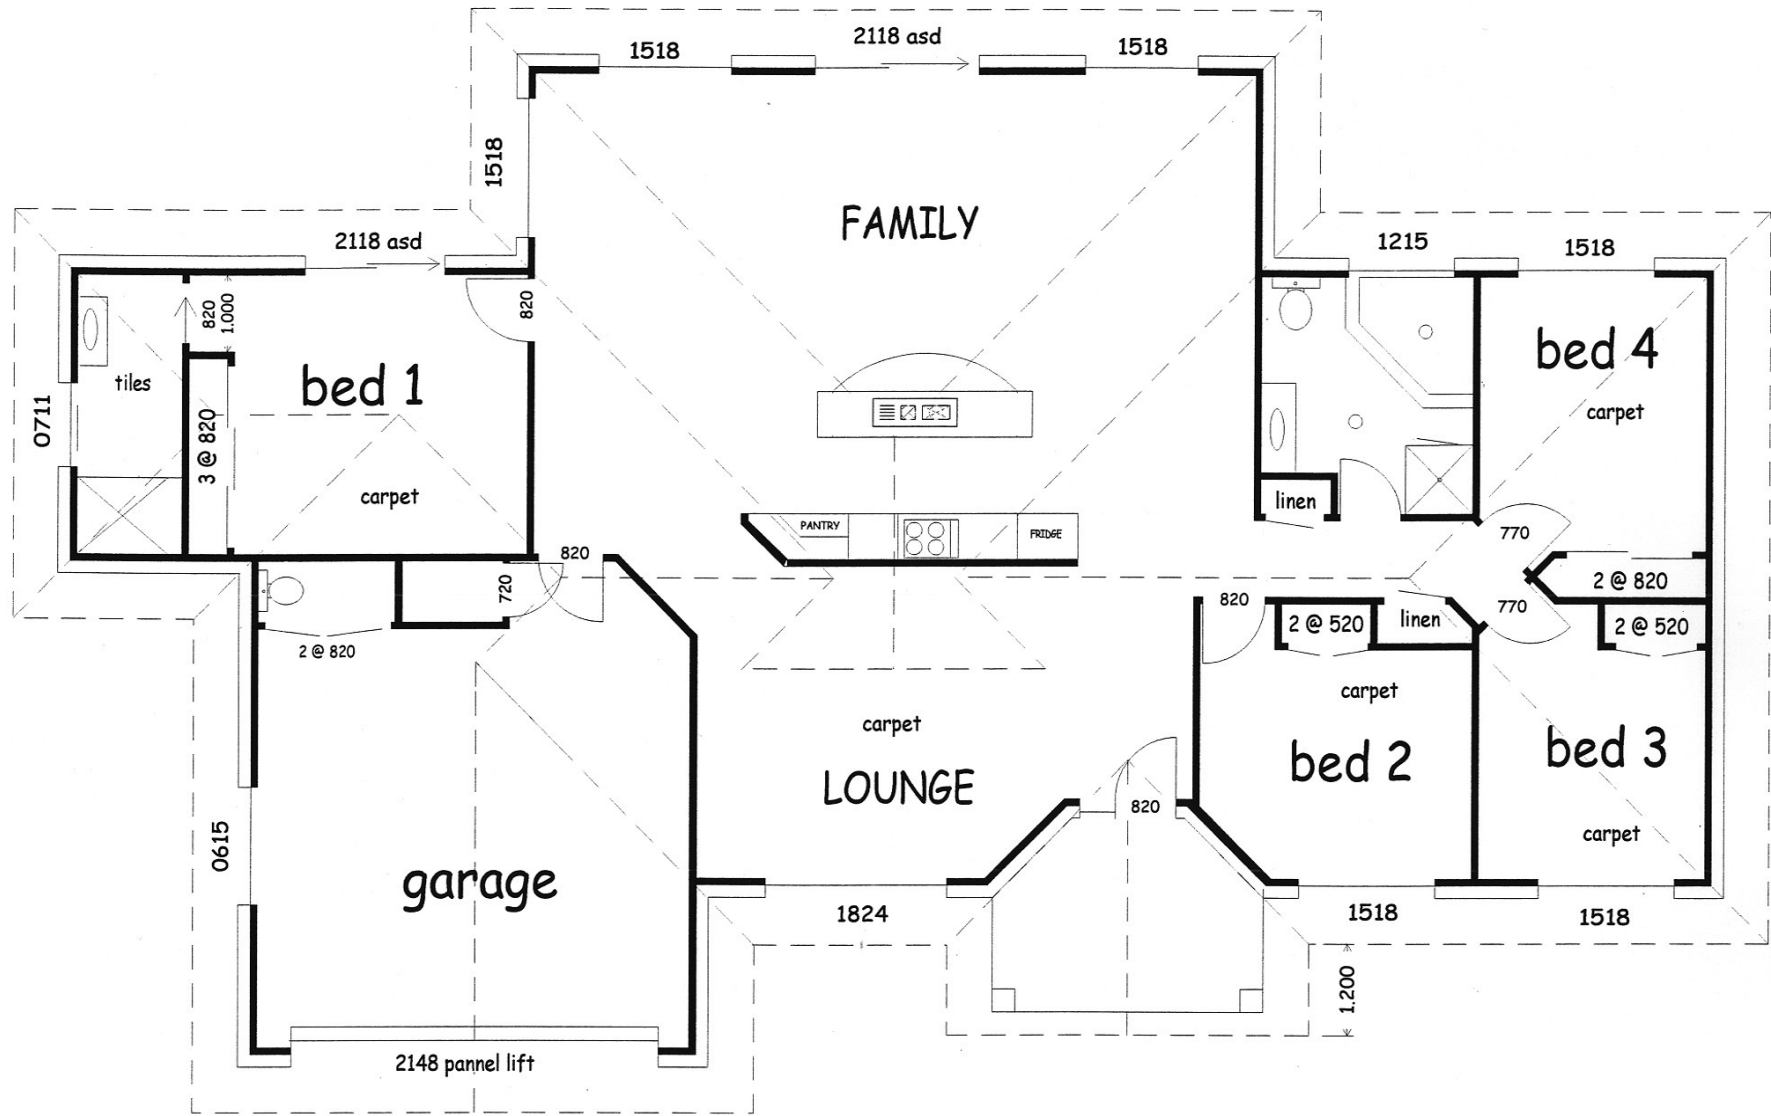 1518
2118 asd
1518
1518
FAMILY
2118 asd
1215
1518
820
1.000
820
bed 1
tiles
0711
3 @ 820
carpet
bed 4
carpet
linen
PANTRY
FRIDGE
770
820
720
2 @ 820
770
820
2 @ 520
linen
2 @ 520
2 @ 820
carpet
carpet
LOUNGE
bed 2
bed 3
820
carpet
0615
garage
1824
1518
1518
1.200
2148 pannel lift